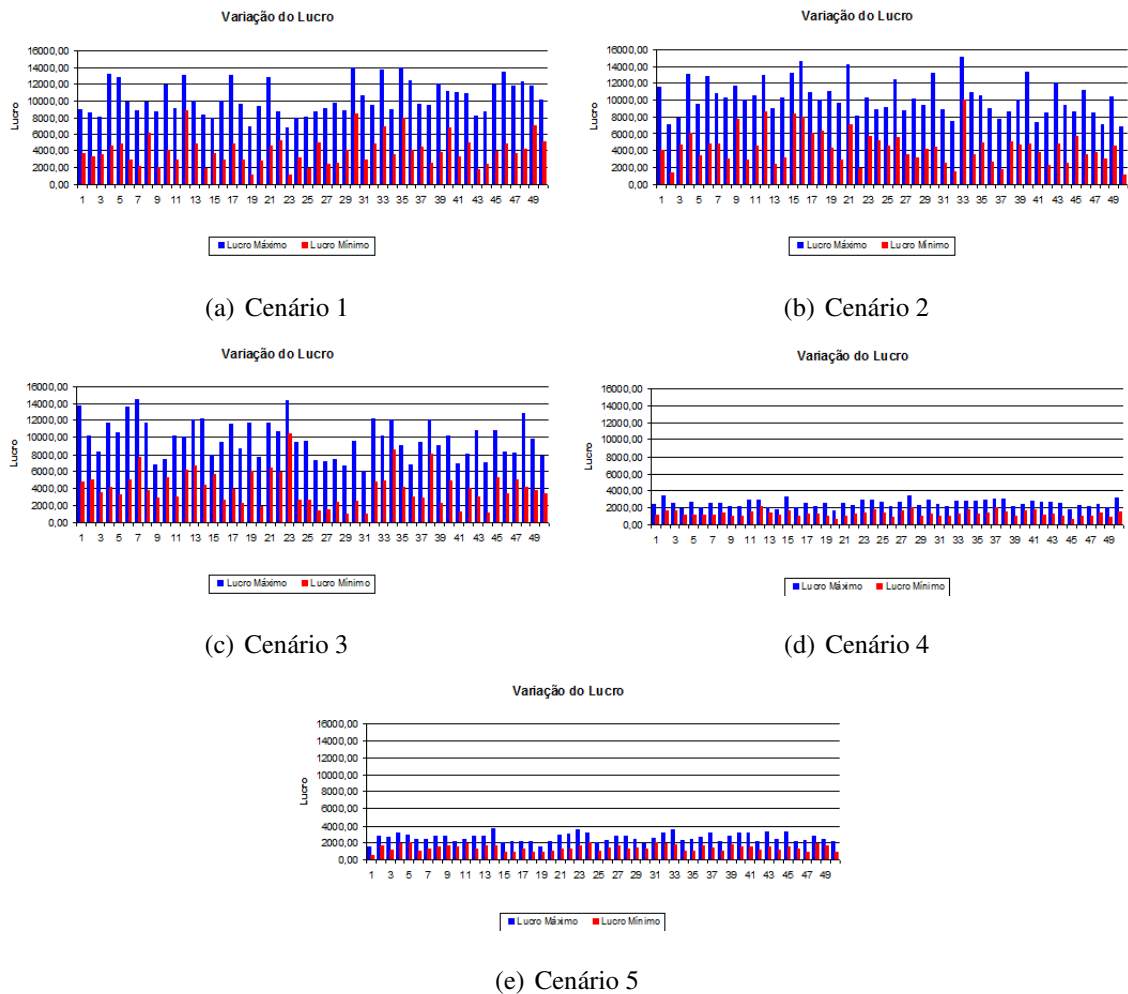 Variação do Lucro
16000,00
14000,00
12000,00
10000,00
8000,00
6000,00
4000,00
2000,00
0,00
Lucro
1 3 5 7 9 11 13 15 17 19 21 23 25 27 29 31 33 35 37 39 41 43 45 47 49
Lucro Máximo Lucro Mínimo
(a) Cenário 1
Variação do Lucro
16000,00
14000,00
12000,00
10000,00
8000,00
6000,00
4000,00
2000,00
0,00
Lucro
1 3 5 7 9 11 13 15 17 19 21 23 25 27 29 31 33 35 37 39 41 43 45 47 49
Lucro Máximo Lucro Mínimo
(b) Cenário 2
Variação do Lucro
16000,00
14000,00
12000,00
10000,00
8000,00
6000,00
4000,00
2000,00
0,00
Lucro
1 3 5 7 9 11 13 15 17 19 21 23 25 27 29 31 33 35 37 39 41 43 45 47 49
Lucro Máximo Lucro Mínimo
(c) Cenário 3
Variação do Lucro
16000,00
14000,00
12000,00
10000,00
8000,00
6000,00
4000,00
2000,00
0,00
Lucro
1 3 5 7 9 11 13 15 17 19 21 23 25 27 29 31 33 35 37 39 41 43 45 47 49
Lucro Máximo Lucro Mínimo
(d) Cenário 4
Variação do Lucro
16000,00
14000,00
12000,00
10000,00
8000,00
6000,00
4000,00
2000,00
0,00
Lucro
1 3 5 7 9 11 13 15 17 19 21 23 25 27 29 31 33 35 37 39 41 43 45 47 49
Lucro Máximo Lucro Mínimo
(e) Cenário 5